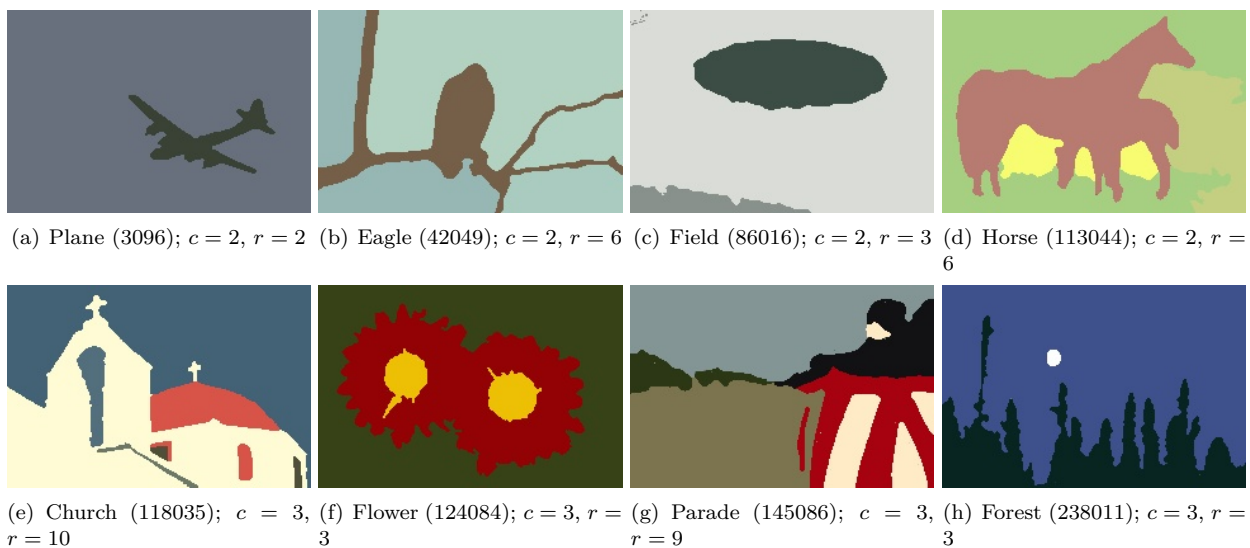 (a) Plane (3096); c = 2, r = 2
(b) Eagle (42049); c = 2, r = 6
(c) Field (86016); c = 2, r = 3
(d) Horse (113044); c = 2, r =
6
(e) Church (118035); c = 3,
r = 10
(f) Flower (124084); c = 3, r =
3
(g) Parade (145086); c = 3,
r = 9
(h) Forest (238011); c = 3, r =
3